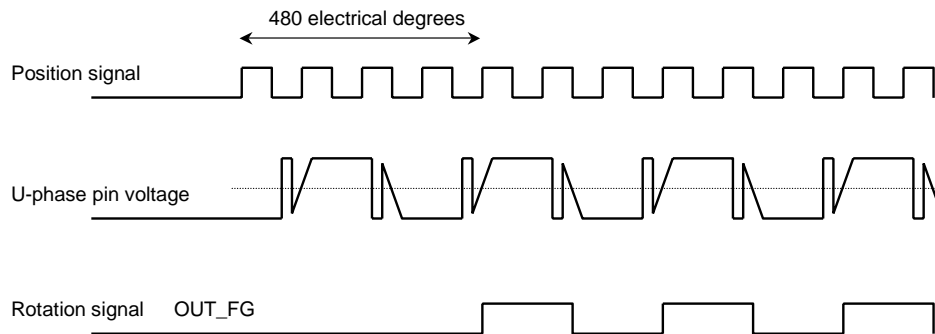 480 electrical degrees
Position signal
U-phase pin voltage
Rotation signal OUT_FG